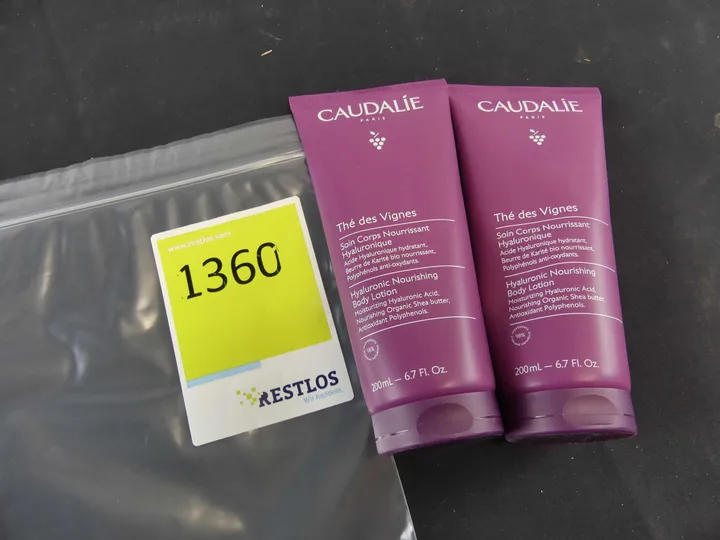 www.restlos.com
1360
RESTLOS
CAUDALÍE
PARIS
Thé des Vignes
Soin Corps Nourrissant
Hyaluronique
Acide Hyaluronique hydratant,
Beurre de Karité bio nourrissant,
Polyphénols anti-oxydants.
Hyaluronic Nourishing
Body Lotion
Moisturizing Hyaluronic Acid,
Nourishing Organic Shea butter,
Antioxidant Polyphenols.
200mL — 6.7 Fl. Oz.
CAUDALÍE
PARIS
Thé des Vignes
Soin Corps Nourrissant
Hyaluronique
Acide Hyaluronique hydratant,
Beurre de Karité bio nourrissant,
Polyphénols anti-oxydants.
Hyaluronic Nourishing
Body Lotion
Moisturizing Hyaluronic Acid,
Nourishing Organic Shea butter,
Antioxidant Polyphenols.
200mL — 6.7 Fl. Oz.